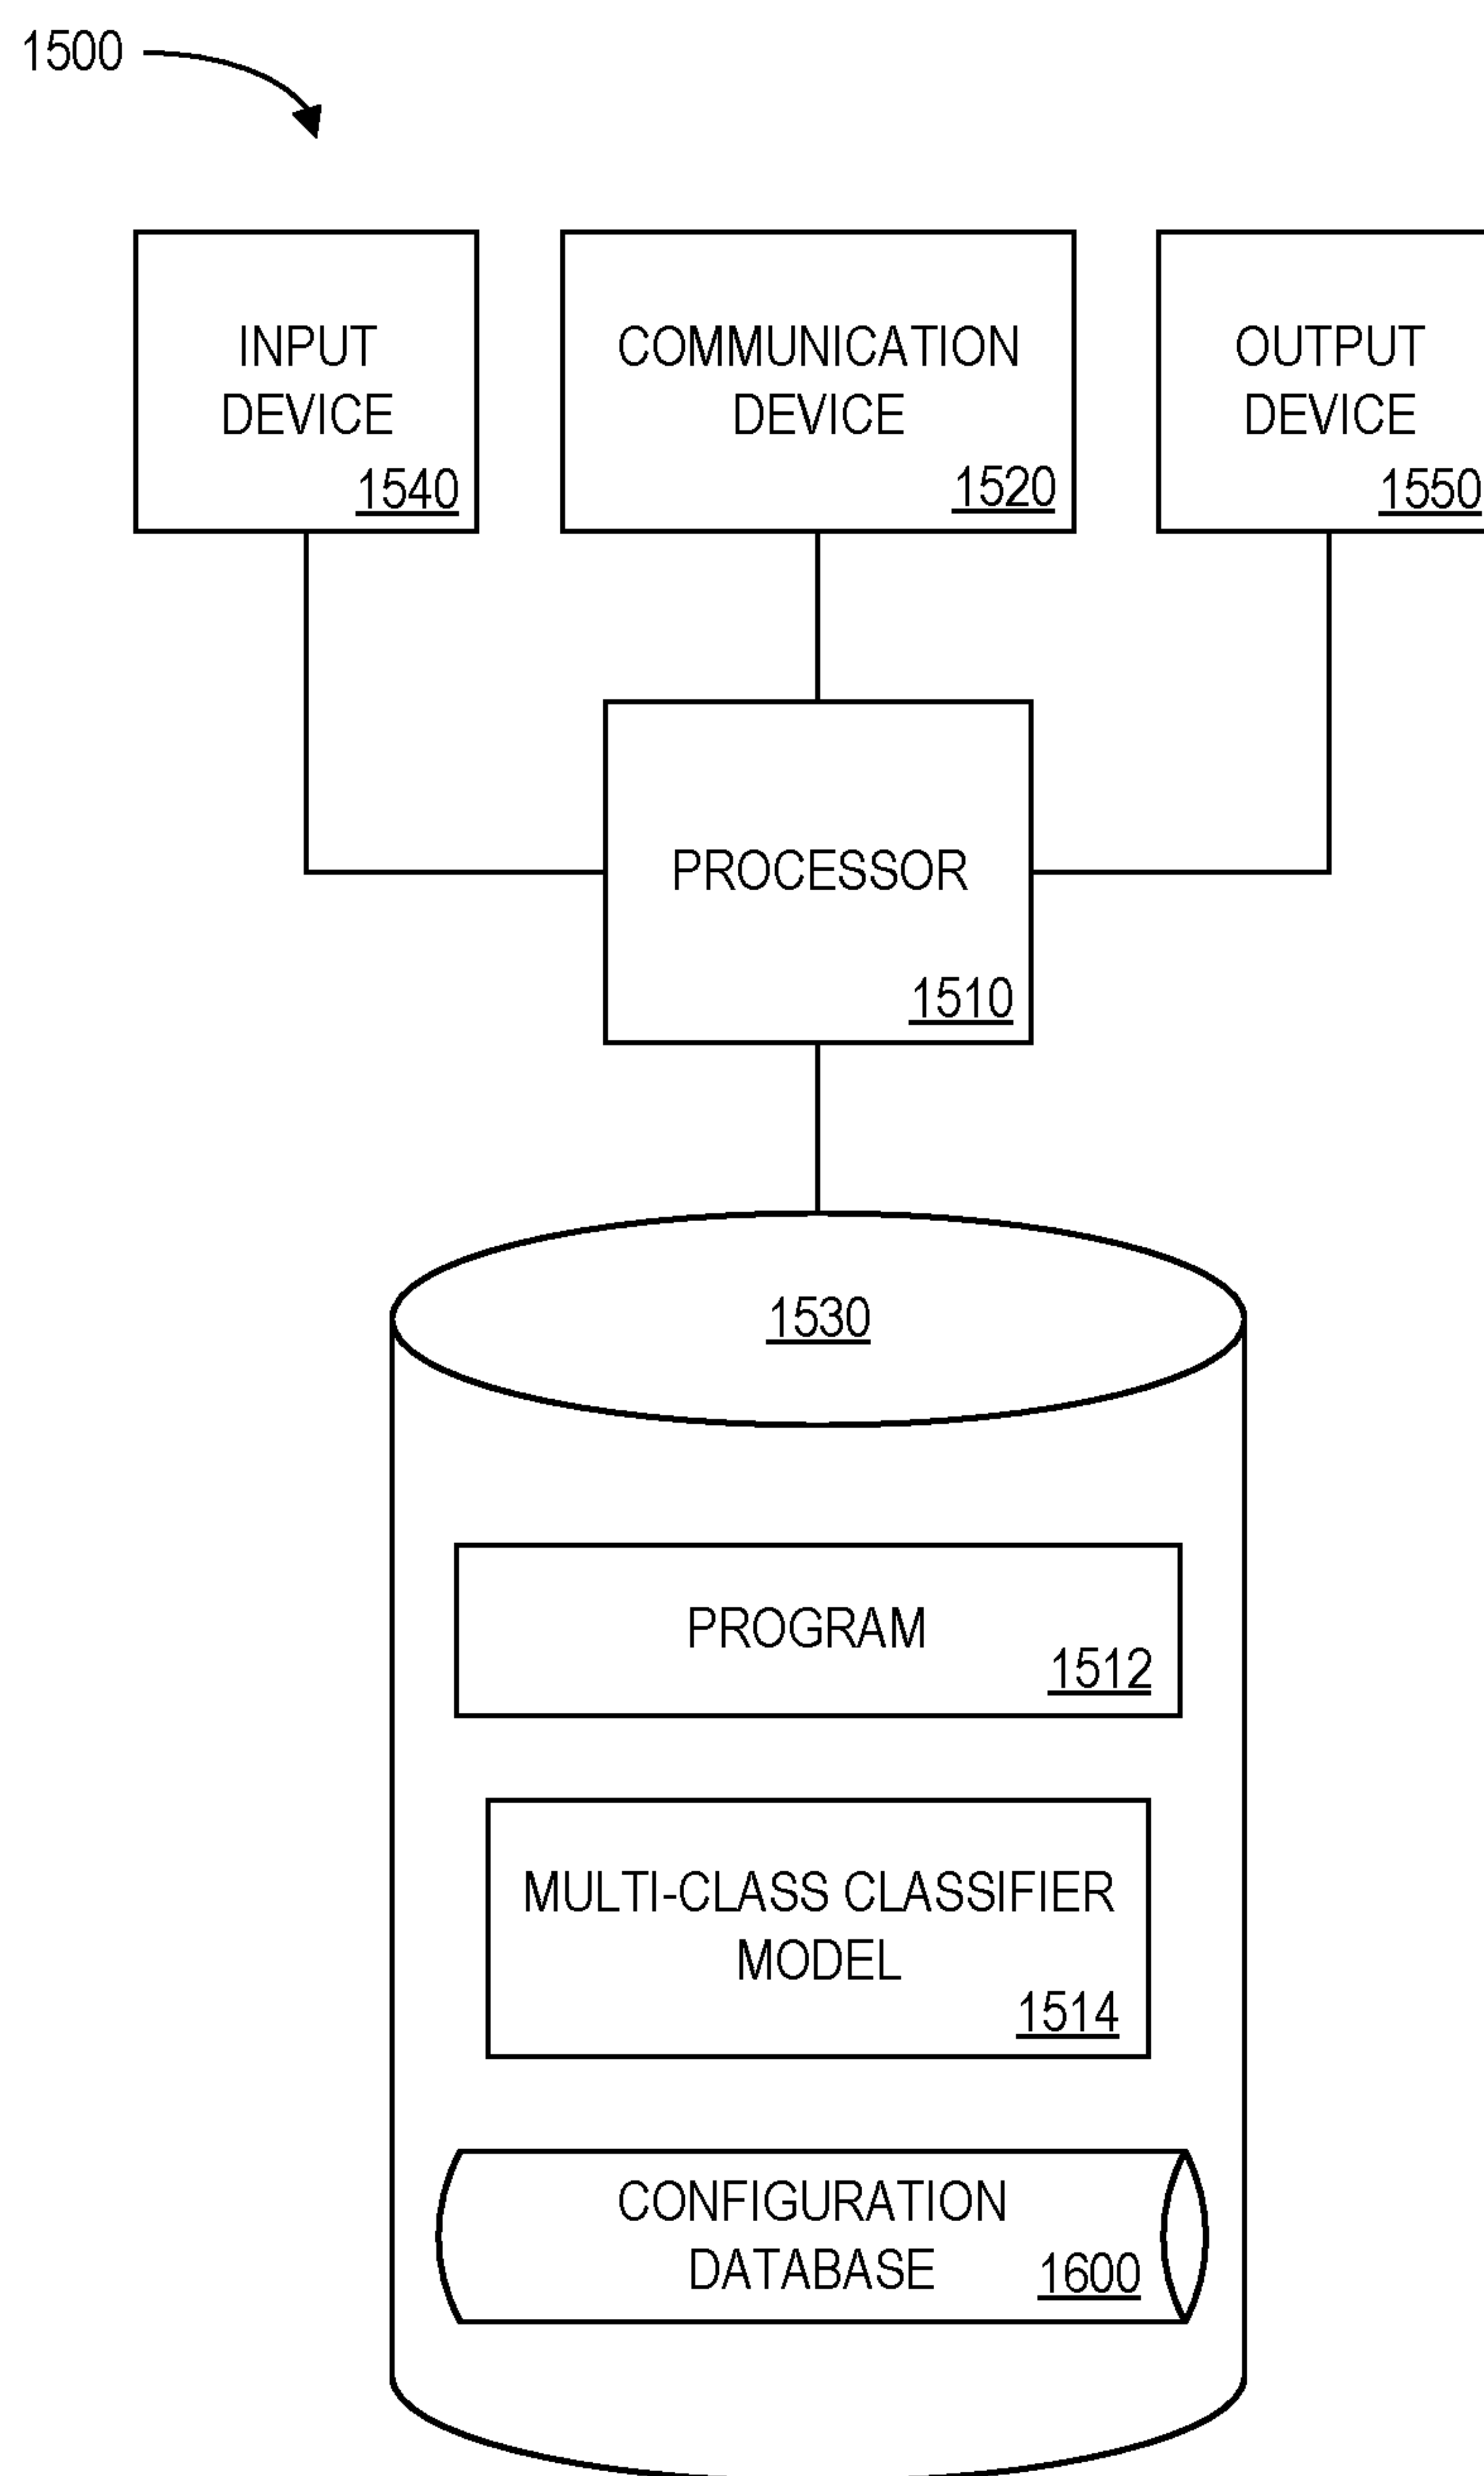 1500
INPUT
DEVICE
1540
COMMUNICATION
DEVICE
1520
OUTPUT
DEVICE
1550
PROCESSOR
1510
1530
PROGRAM
1512
MULTI-CLASS CLASSIFIER
MODEL
1514
CONFIGURATION
DATABASE
1600